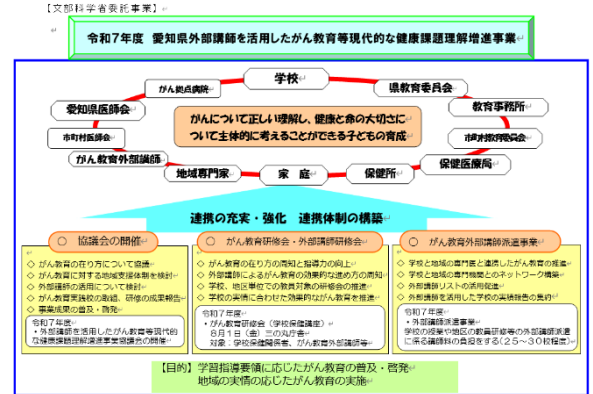 【文部科学省委託事業】
令和７年度 愛知県外部講師を活用したがん教育等現代的な健康課題理解増進事業
学校
がん拠点病院
県教育委員会
愛知県医師会
教育事務所
がんについて正しい理解し、健康と命の大切さに
ついて主体的に考えることができる子どもの育成
市町村医師会
市町村教育委員会
がん教育外部講師
保健医療局
地域専門家
家 庭
保健所
連携の充実・強化 連携体制の構築
○ 協議会の開催
◇ がん教育の在り方について協議
◇ がん教育に対する地域支援体制を検討
◇ 外部講師の活用について検討
◇ がん教育実践校の取組、研修の成果報告
◇ 事業成果の普及・啓発
令和７年度
・外部講師を活用したがん教育等現代的
な健康課題理解増進事業協議会の開催
○ がん教育研修会・外部講師研修会
◇ がん教育の在り方の周知と指導力の向上
◇ 外部講師によるがん教育の効果的な進め方の周知
◇ 学校、地区単位での教員対象の研修会の推進
◇ 学校の実情に合わせた効果的ながん教育を推進
令和７年度
・がん教育研修会（学校保健講座）
８月１日（金）三の丸庁舎
対象：学校保健関係者、がん教育外部講師等
○ がん教育外部講師派遣事業
◇ 学校と地域の専門医と連携したがん教育の推進
◇ 学校と地域の専門機関とのネットワーク構築
◇ 外部講師リストの活用促進
◇ 外部講師を活用した学校の実績報告の集約
令和７年度
・外部講師派遣事業
学校の授業や地区の教員研修等の外部講師派遣
に係る講師料の負担をする（２５～３０校程度）
【目的】学習指導要領に応じたがん教育の普及・啓発
地域の実情の応じたがん教育の実施